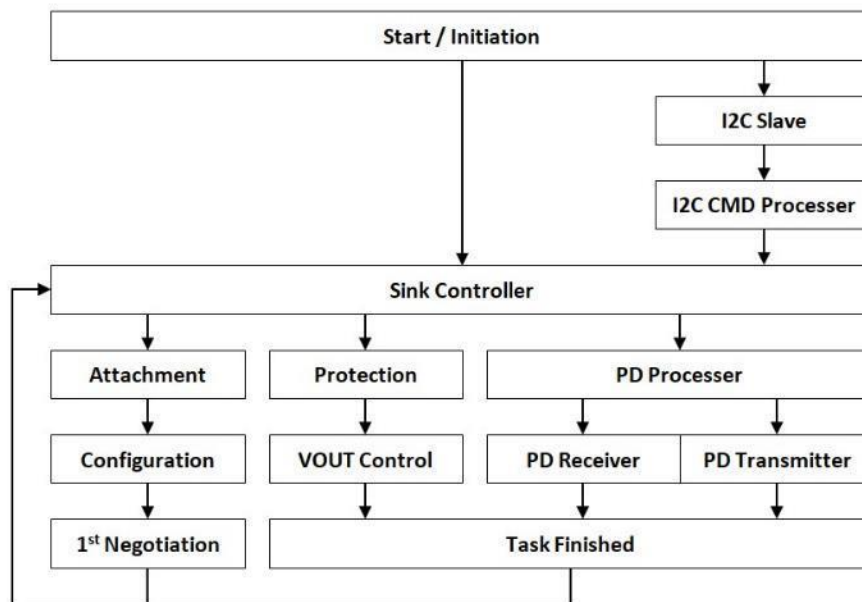 Start / Initiation
I2C Slave
I2C CMD Processer
Sink Controller
Attachment
Protection
PD Processer
Configuration
VOUT Control
PD Receiver
PD Transmitter
1st Negotiation
Task Finished